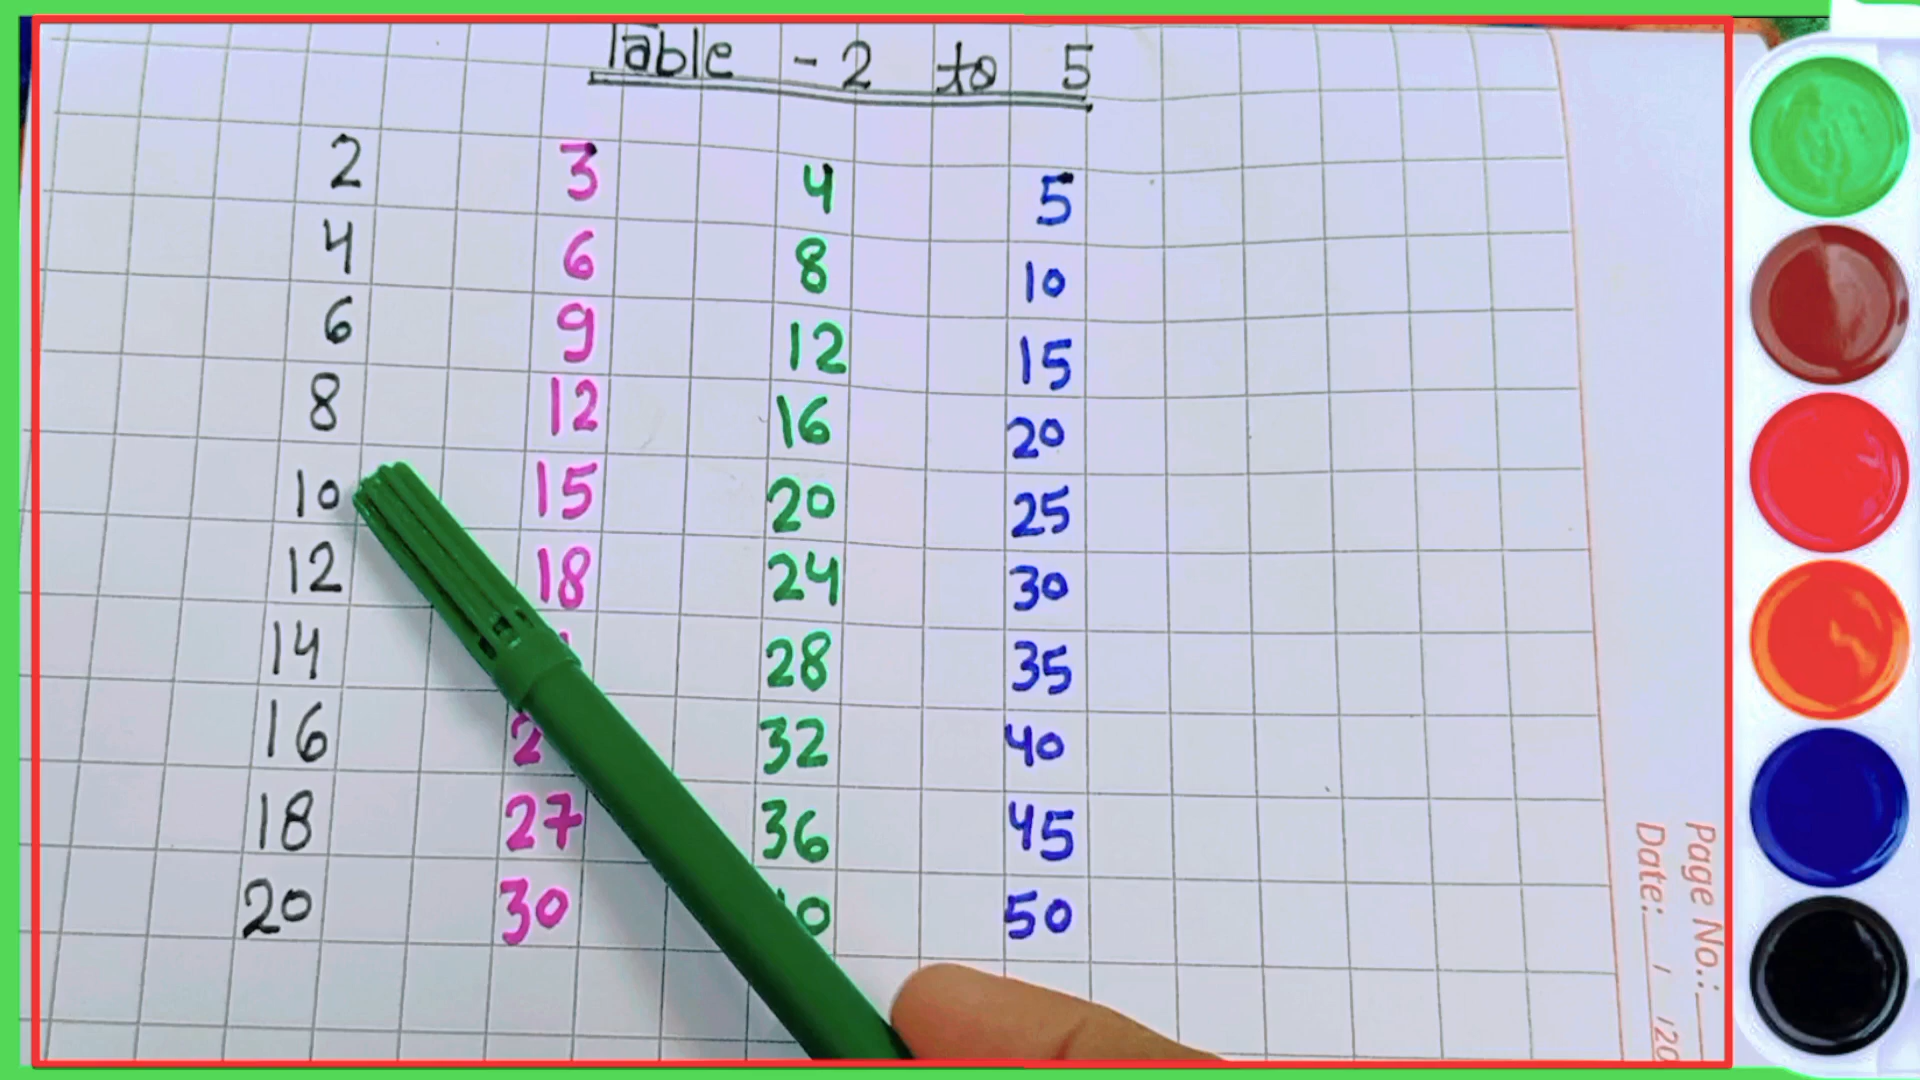 Table - 2 to 5
2 3 4 5
4 6 8 10
6 9 12 15
8 12 16 20
10 15 20 25
12 18 24 30
14 28 35
16 32 40
18 27 36 45
20 30 50
Page No.:
Date: / /20